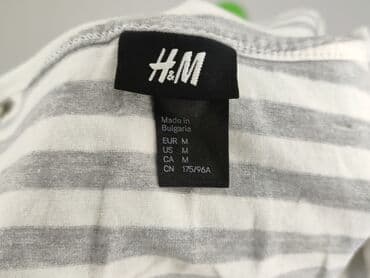 H&M
Made in
Bulgaria
EUR M
US M
CA M
CN 175/96A